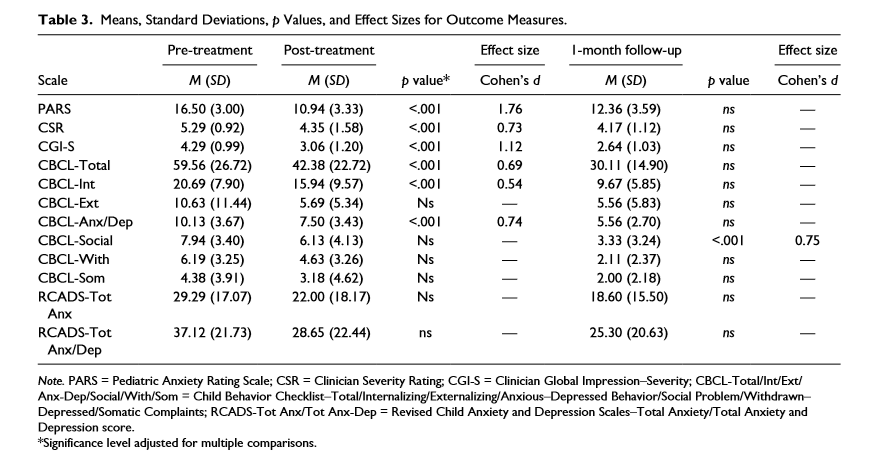 Table 3. Means, Standard Deviations, p Values, and Effect Sizes for Outcome Measures.
Pre-treatment Post-treatment Effect size 1-month follow-up Effect size
Scale M (SD) M (SD) p value* Cohen's d M (SD) p value Cohen's d
PARS 16.50 (3.00) 10.94 (3.33) <.001 1.76 12.36 (3.59) ns —
CSR 5.29 (0.92) 4.35 (1.58) <.001 0.73 4.17 (1.12) ns —
CGI-S 4.29 (0.99) 3.06 (1.20) <.001 1.12 2.64 (1.03) ns —
CBCL-Total 59.56 (26.72) 42.38 (22.72) <.001 0.69 30.11 (14.90) ns —
CBCL-Int 20.69 (7.90) 15.94 (9.57) <.001 0.54 9.67 (5.85) ns —
CBCL-Ext 10.63 (11.44) 5.69 (5.34) Ns — 5.56 (5.83) ns —
CBCL-Anx/Dep 10.13 (3.67) 7.50 (3.43) <.001 0.74 5.56 (2.70) ns —
CBCL-Social 7.94 (3.40) 6.13 (4.13) Ns — 3.33 (3.24) <.001 0.75
CBCL-With 6.19 (3.25) 4.63 (3.26) Ns — 2.11 (2.37) ns —
CBCL-Som 4.38 (3.91) 3.18 (4.62) Ns — 2.00 (2.18) ns —
RCADS-Tot 29.29 (17.07) 22.00 (18.17) Ns — 18.60 (15.50) ns —
Anx
RCADS-Tot 37.12 (21.73) 28.65 (22.44) ns — 25.30 (20.63) ns —
Anx/Dep
Note. PARS = Pediatric Anxiety Rating Scale; CSR = Clinician Severity Rating; CGI-S = Clinician Global Impression–Severity; CBCL-Total/Int/Ext/
Anx-Dep/Social/With/Som = Child Behavior Checklist–Total/Internalizing/Externalizing/Anxious–Depressed Behavior/Social Problem/Withdrawn–
Depressed/Somatic Complaints; RCADS-Tot Anx/Tot Anx-Dep = Revised Child Anxiety and Depression Scales–Total Anxiety/Total Anxiety and
Depression score.
*Significance level adjusted for multiple comparisons.